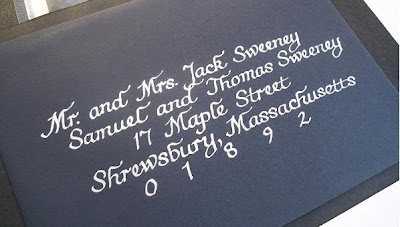 Mr. and Mrs. Jack Sweeney
Samuel and Thomas Sweeney
17 Maple Street
Shrewsbury, Massachusetts
0 1 8 9 2